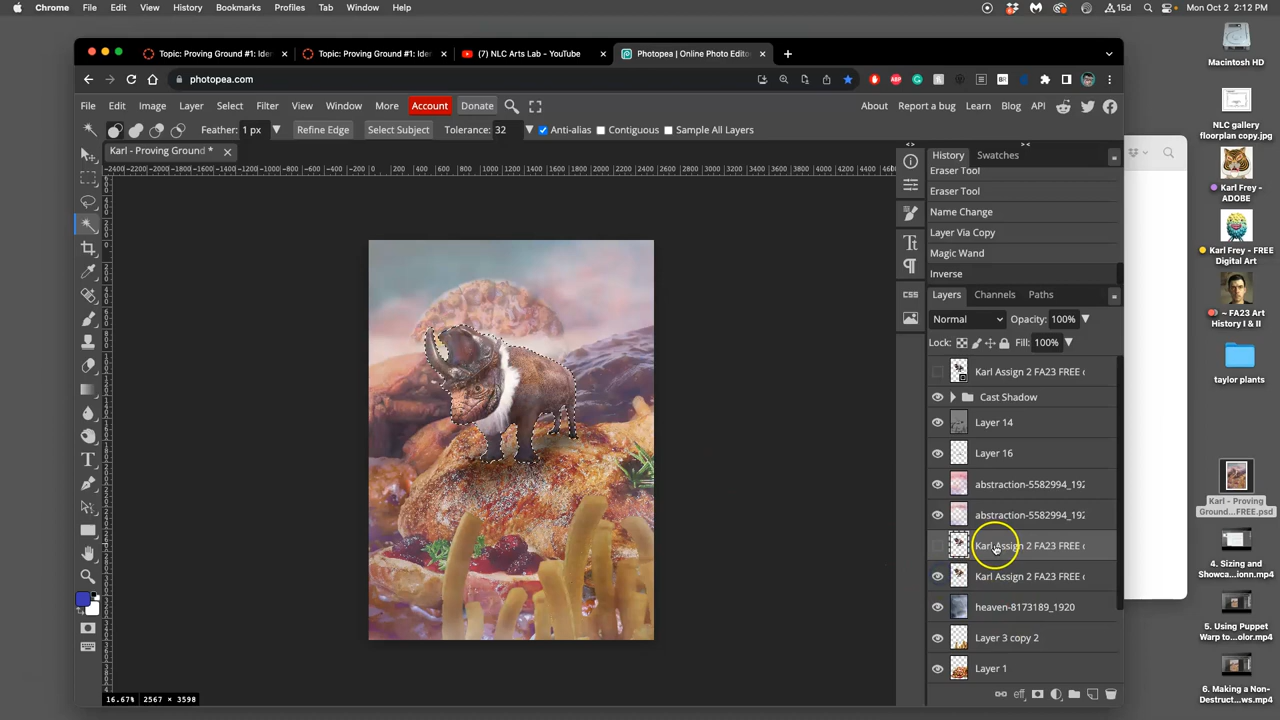 Chrome File Edit View History Bookmarks Profiles Tab Window Help 15d Mon Oct 2 2:12 PM
Topic: Proving Ground #1: Ide Topic: Proving Ground #1: Ide (7) NLC Arts Lab - YouTube Photopea | Online Photo Edito
photopea.com
File Edit Image Layer Select Filter View Window More Account Donate About Report a bug Learn Blog API
Feather: 1 px Refine Edge Select Subject Tolerance: 32 Anti-alias Contiguous Sample All Layers
Karl - Proving Ground *
History Swatches
Eraser Tool
Eraser Tool
Name Change
Layer Via Copy
Magic Wand
Inverse
Layers Channels Paths
Normal Opacity: 100%
Lock: Fill: 100%
Karl Assign 2 FA23 FREE
Cast Shadow
Layer 14
Layer 16
abstraction-5582994_192
abstraction-5582994_192
Karl Assign 2 FA23 FREE
Karl Assign 2 FA23 FREE
heaven-8173189_1920
Layer 3 copy 2
Layer 1
16.67% 2567 × 3598
Macintosh HD
NLC gallery
floorplan copy.jpg
Karl Frey -
ADOBE
Karl Frey - FREE
Digital Art
~ FA23 Art
History I & II
taylor plants
Karl - Proving
Ground...FREE.psd
4. Sizing and
Showca...ionn.mp4
5. Using Puppet
Warp to...olor.mp4
6. Making a Non-
Destruct...ws.mp4